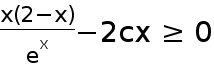 x(2−x)/e^x −2cx ≥ 0